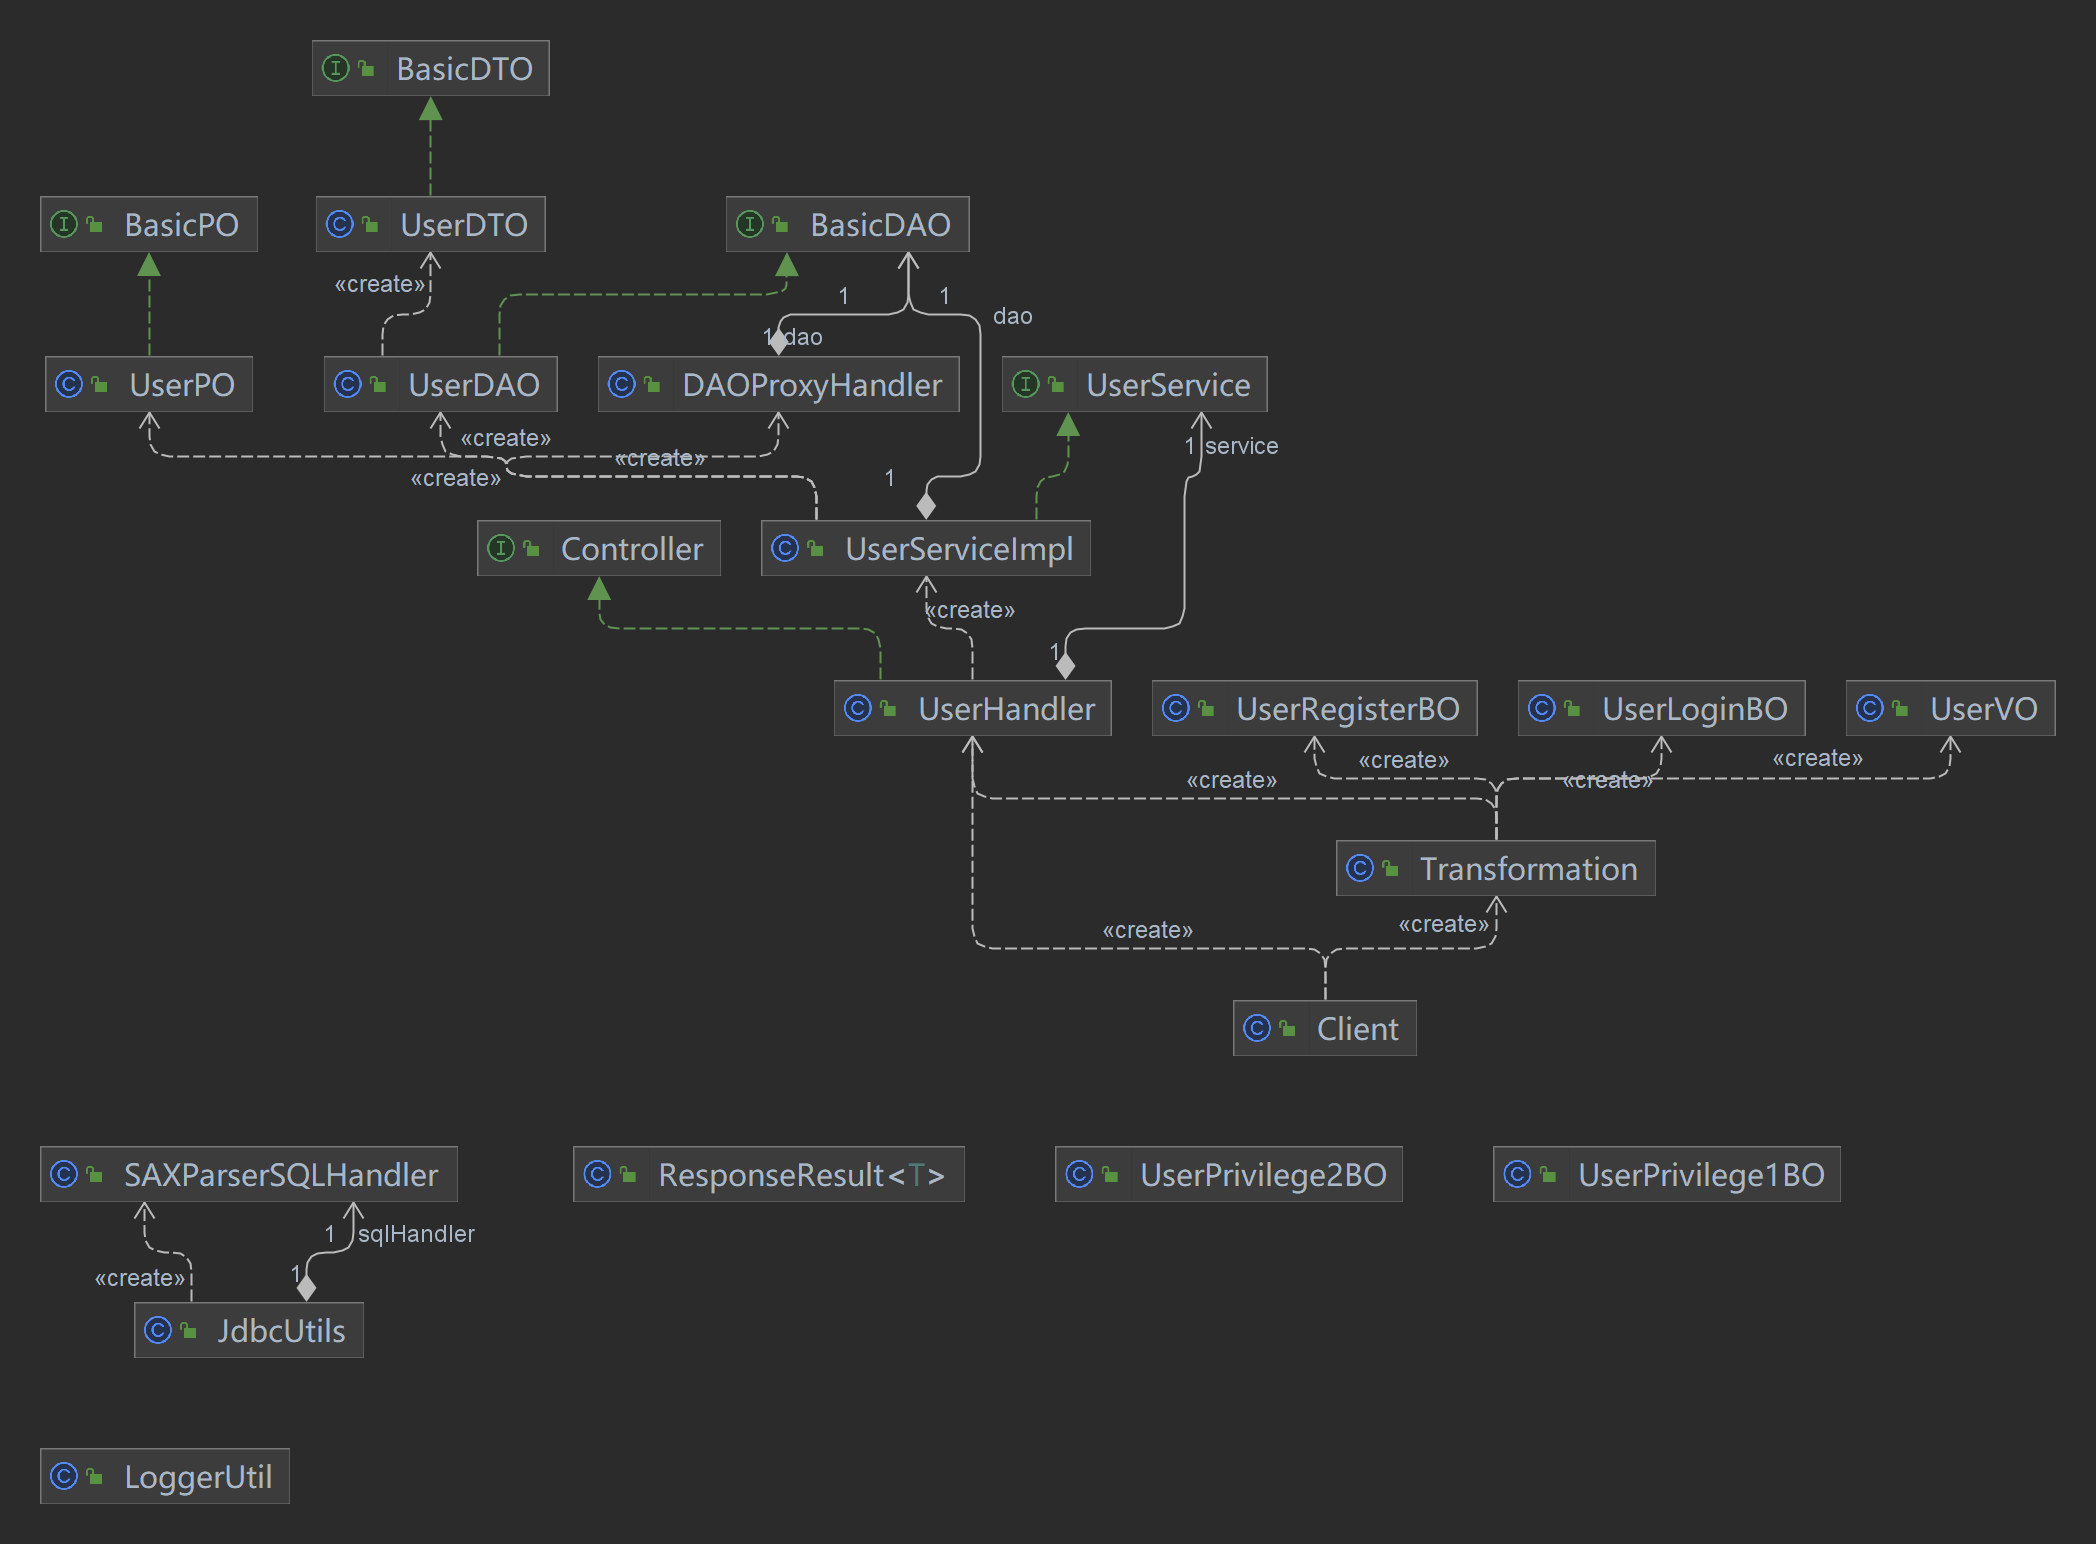 BasicDTO
BasicPO
UserDTO
BasicDAO
«create»
1
1
dao
1
dao
UserPO
UserDAO
DAOProxyHandler
UserService
«create»
«create»
«create»
1
1
service
Controller
UserServiceImpl
«create»
1
UserHandler
UserRegisterBO
UserLoginBO
UserVO
«create»
«create»
«create»
«create»
Transformation
«create»
«create»
Client
SAXParserSQLHandler
ResponseResult<T>
UserPrivilege2BO
UserPrivilege1BO
1
sqlHandler
«create»
1
JdbcUtils
LoggerUtil